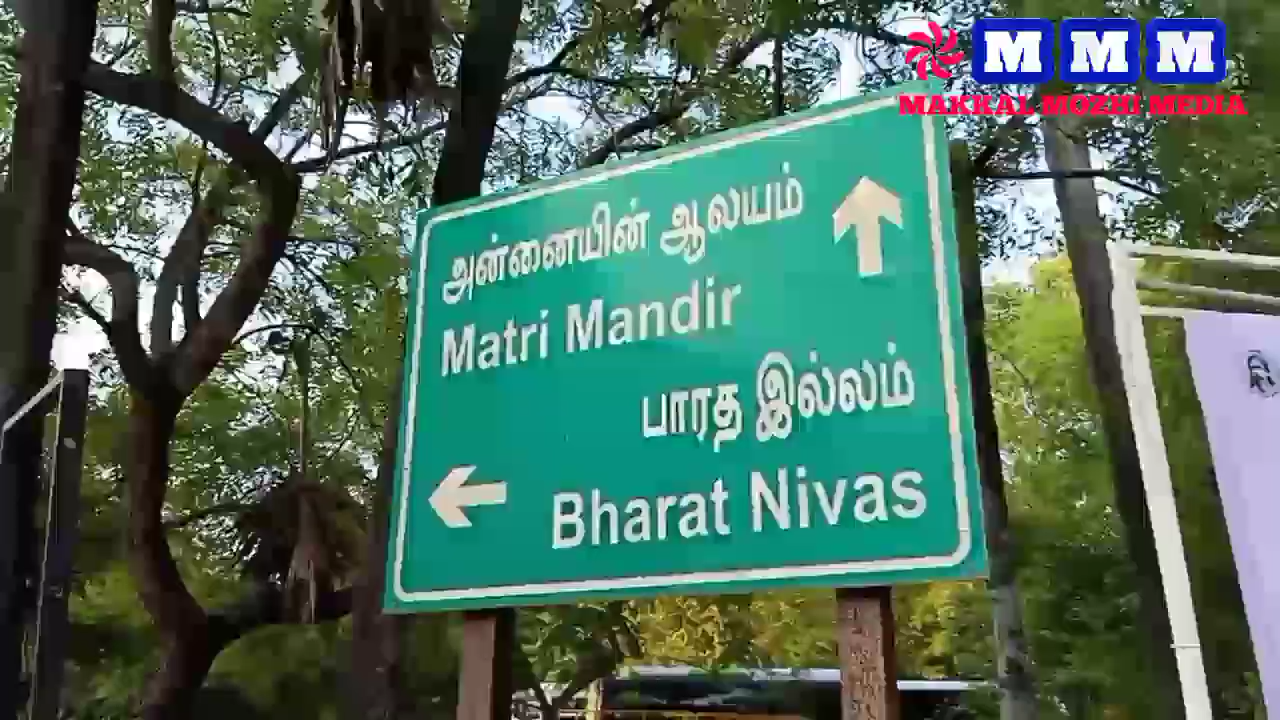 M M M
MAKKAL MOZHI MEDIA
அன்னையின் ஆலயம்
Matri Mandir
பாரத இல்லம்
Bharat Nivas